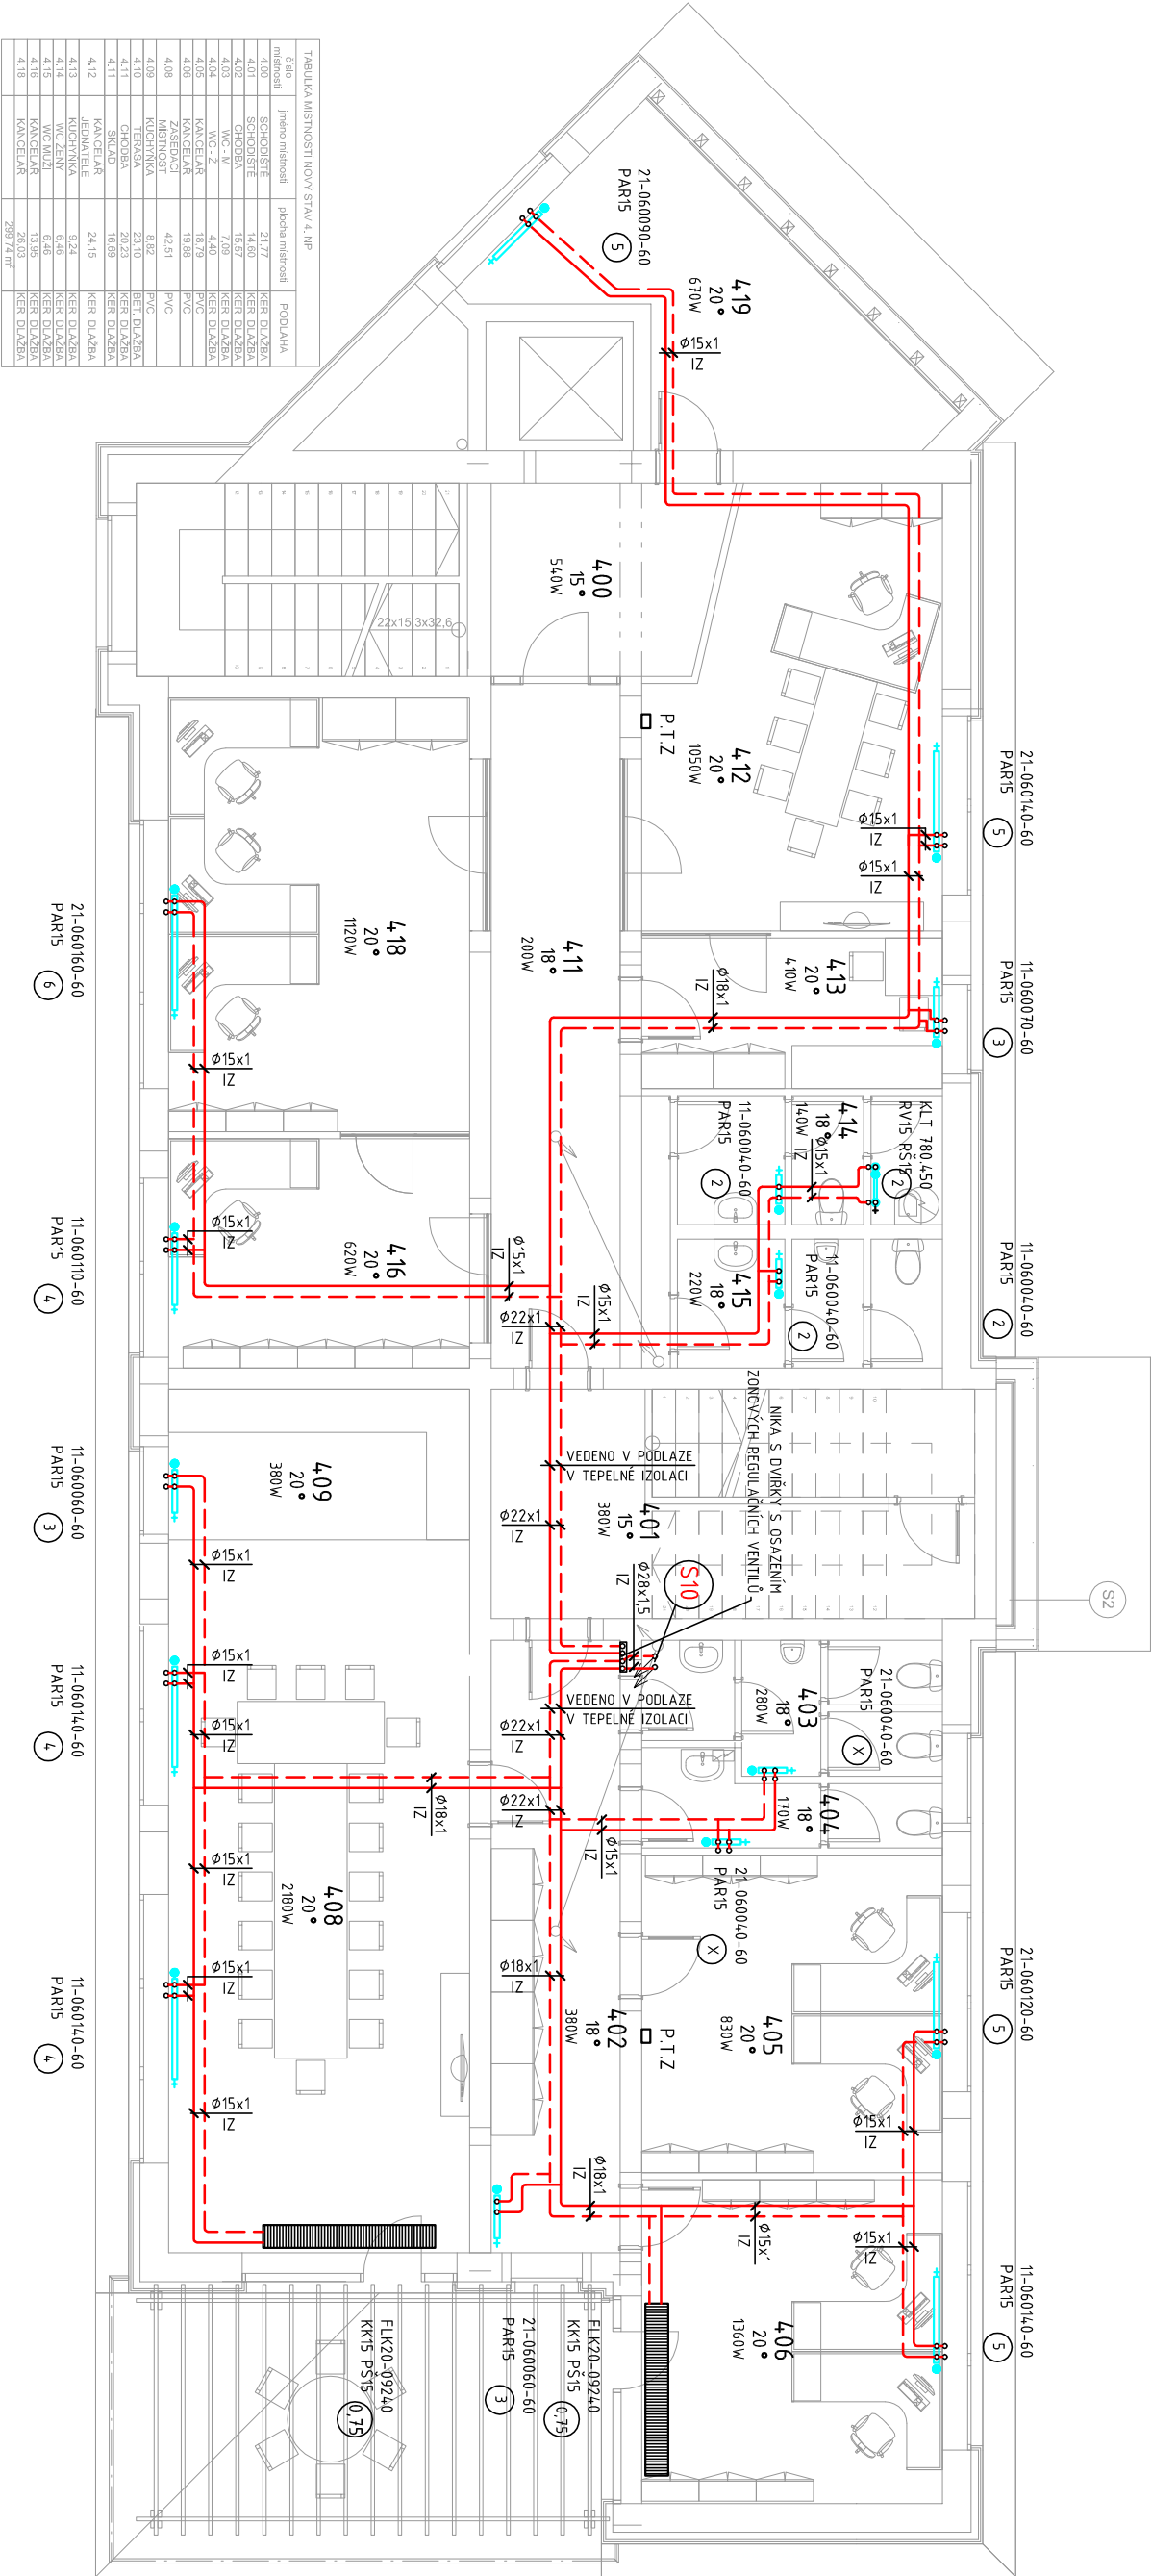 TABULKA MÍSTNOSTÍ NOVÝ STAV 4. NP
číslo místnosti jméno místnosti plocha místnosti PODLAHA
4.00 SCHODIŠTĚ 21,77 KER. DLAŽBA
4.01 SCHODIŠTĚ 14,60 KER. DLAŽBA
4.02 CHODBA 15,57 KER. DLAŽBA
4.03 WC - M 7,09 KER. DLAŽBA
4.04 WC - Ž 4,40 KER. DLAŽBA
4.05 KANCELÁŘ 18,79 PVC
4.06 KANCELÁŘ 19,88 PVC
4.08 ZASEDACÍ MÍSTNOST 42,51 PVC
4.09 KUCHYŇKA 8,82 PVC
4.10 TERASA 23,10 BET. DLAŽBA
4.11 CHODBA 20,23 KER. DLAŽBA
4.11 SKLAD 16,69 KER. DLAŽBA
4.12 KANCELÁŘ JEDNATELE 24,15 KER. DLAŽBA
4.13 KUCHYŇKA 9,24 KER. DLAŽBA
4.14 WC ŽENY 6,46 KER. DLAŽBA
4.15 WC MUŽI 6,46 KER. DLAŽBA
4.16 KANCELÁŘ 13,95 KER. DLAŽBA
4.18 KANCELÁŘ 26,03 KER. DLAŽBA
299,74 m²
21-060090-60
PAR15
5
419
20°
670W
Ø15x1
IZ
400
15°
540W
22x15,3x32,6
21-060140-60
PAR15
5
412
20°
1050W
P.T.Z
Ø15x1
IZ
Ø15x1
IZ
11-060070-60
PAR15
3
413
20°
410W
Ø18x1
IZ
411
18°
200W
418
20°
1120W
21-060160-60
PAR15
6
Ø15x1
IZ
KLT 780.450
RV15 RŠ15
2
414
18°
140W
Ø15x1
IZ
11-060040-60
PAR15
2
11-060040-60
PAR15
2
11-060040-60
PAR15
2
415
18°
220W
Ø15x1
IZ
Ø15x1
IZ
Ø22x1
IZ
416
20°
620W
Ø15x1
IZ
11-060110-60
PAR15
4
NIKA S DVÍŘKY S OSAZENÍM
ZÓNOVÝCH REGULAČNÍCH VENTILŮ
VEDENO V PODLAZE
V TEPELNÉ IZOLACI
401
15°
380W
S10
Ø28x1,5
IZ
Ø22x1
IZ
S2
409
20°
380W
11-060060-60
PAR15
3
Ø15x1
IZ
21-060040-60
PAR15
X
403
18°
280W
404
18°
170W
VEDENO V PODLAZE
V TEPELNÉ IZOLACI
Ø22x1
IZ
Ø22x1
IZ
Ø15x1
IZ
21-060040-60
PAR15
X
Ø15x1
IZ
Ø15x1
IZ
11-060140-60
PAR15
4
Ø18x1
IZ
Ø15x1
IZ
408
20°
2180W
Ø15x1
IZ
11-060140-60
PAR15
4
Ø15x1
IZ
Ø18x1
IZ
402
18°
380W
P.T.Z
21-060120-60
PAR15
5
405
20°
830W
Ø15x1
IZ
Ø18x1
IZ
Ø15x1
IZ
Ø15x1
IZ
11-060140-60
PAR15
5
406
20°
1360W
FLK20-09240
KK15 PŠ15
0,75
21-060060-60
PAR15
3
FLK20-09240
KK15 PŠ15
0,75